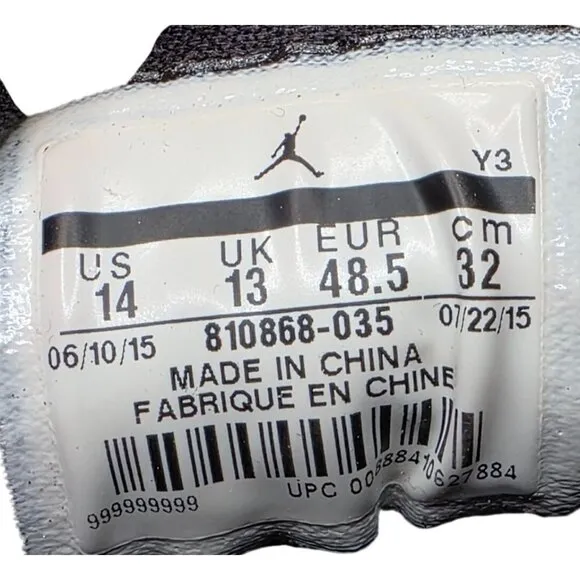 Y3
US UK EUR cm
14 13 48.5 32
06/10/15 810868-035 07/22/15
MADE IN CHINA
FABRIQUE EN CHINE
999999999 UPC 00888410627884